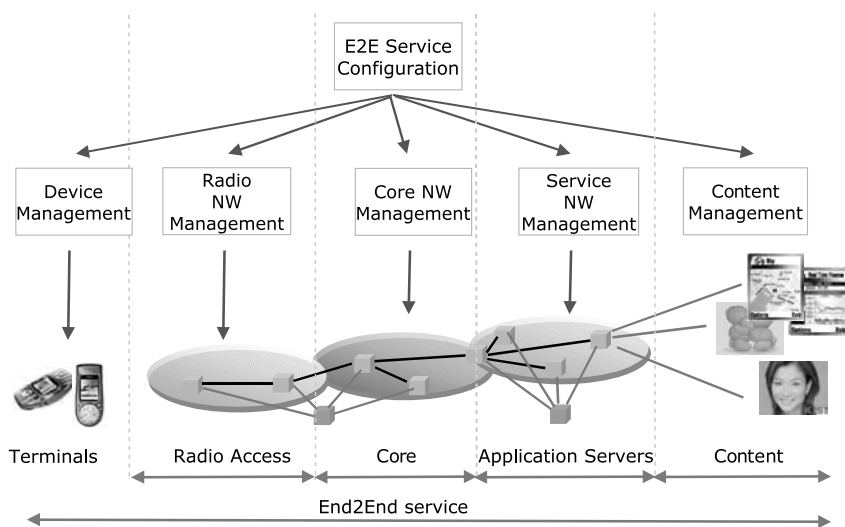 E2E Service
Configuration
Device
Management
Radio
NW
Management
Core NW
Management
Service
NW
Management
Content
Management
Options
Terminals
Radio Access
Core
Application Servers
Content
End2End service